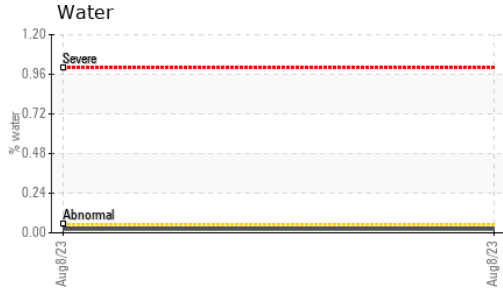 Water
1.20
Severe
0.96
0.72
% water
0.48
0.24
Abnormal
0.00
Aug8/23
Aug8/23